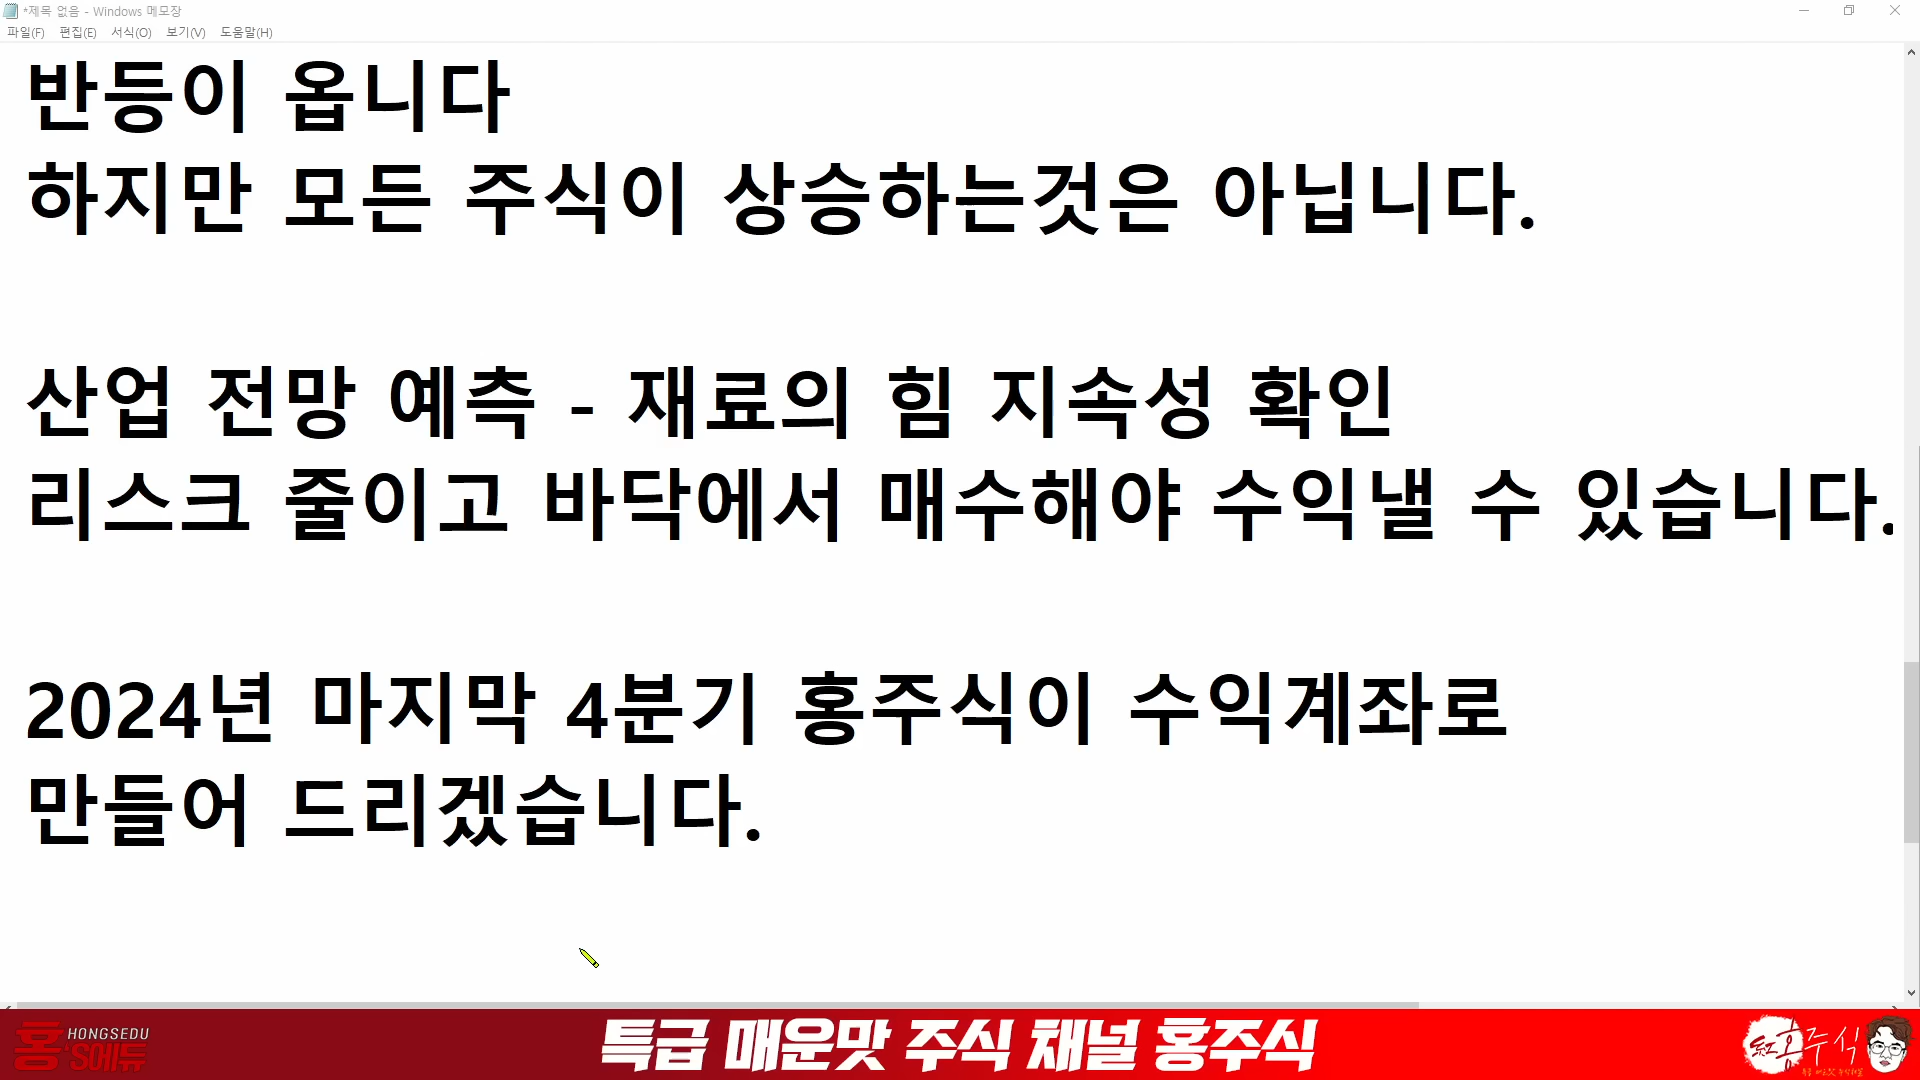 *제목 없음 - Windows 메모장
파일(F) 편집(E) 서식(O) 보기(V) 도움말(H)
반등이 옵니다
하지만 모든 주식이 상승하는것은 아닙니다.
산업 전망 예측 - 재료의 힘 지속성 확인
리스크 줄이고 바닥에서 매수해야 수익낼 수 있습니다.
2024년 마지막 4분기 홍주식이 수익계좌로
만들어 드리겠습니다.
홍'S에듀 HONGSEDU
특급 매운맛 주식 채널 홍주식
홍주식